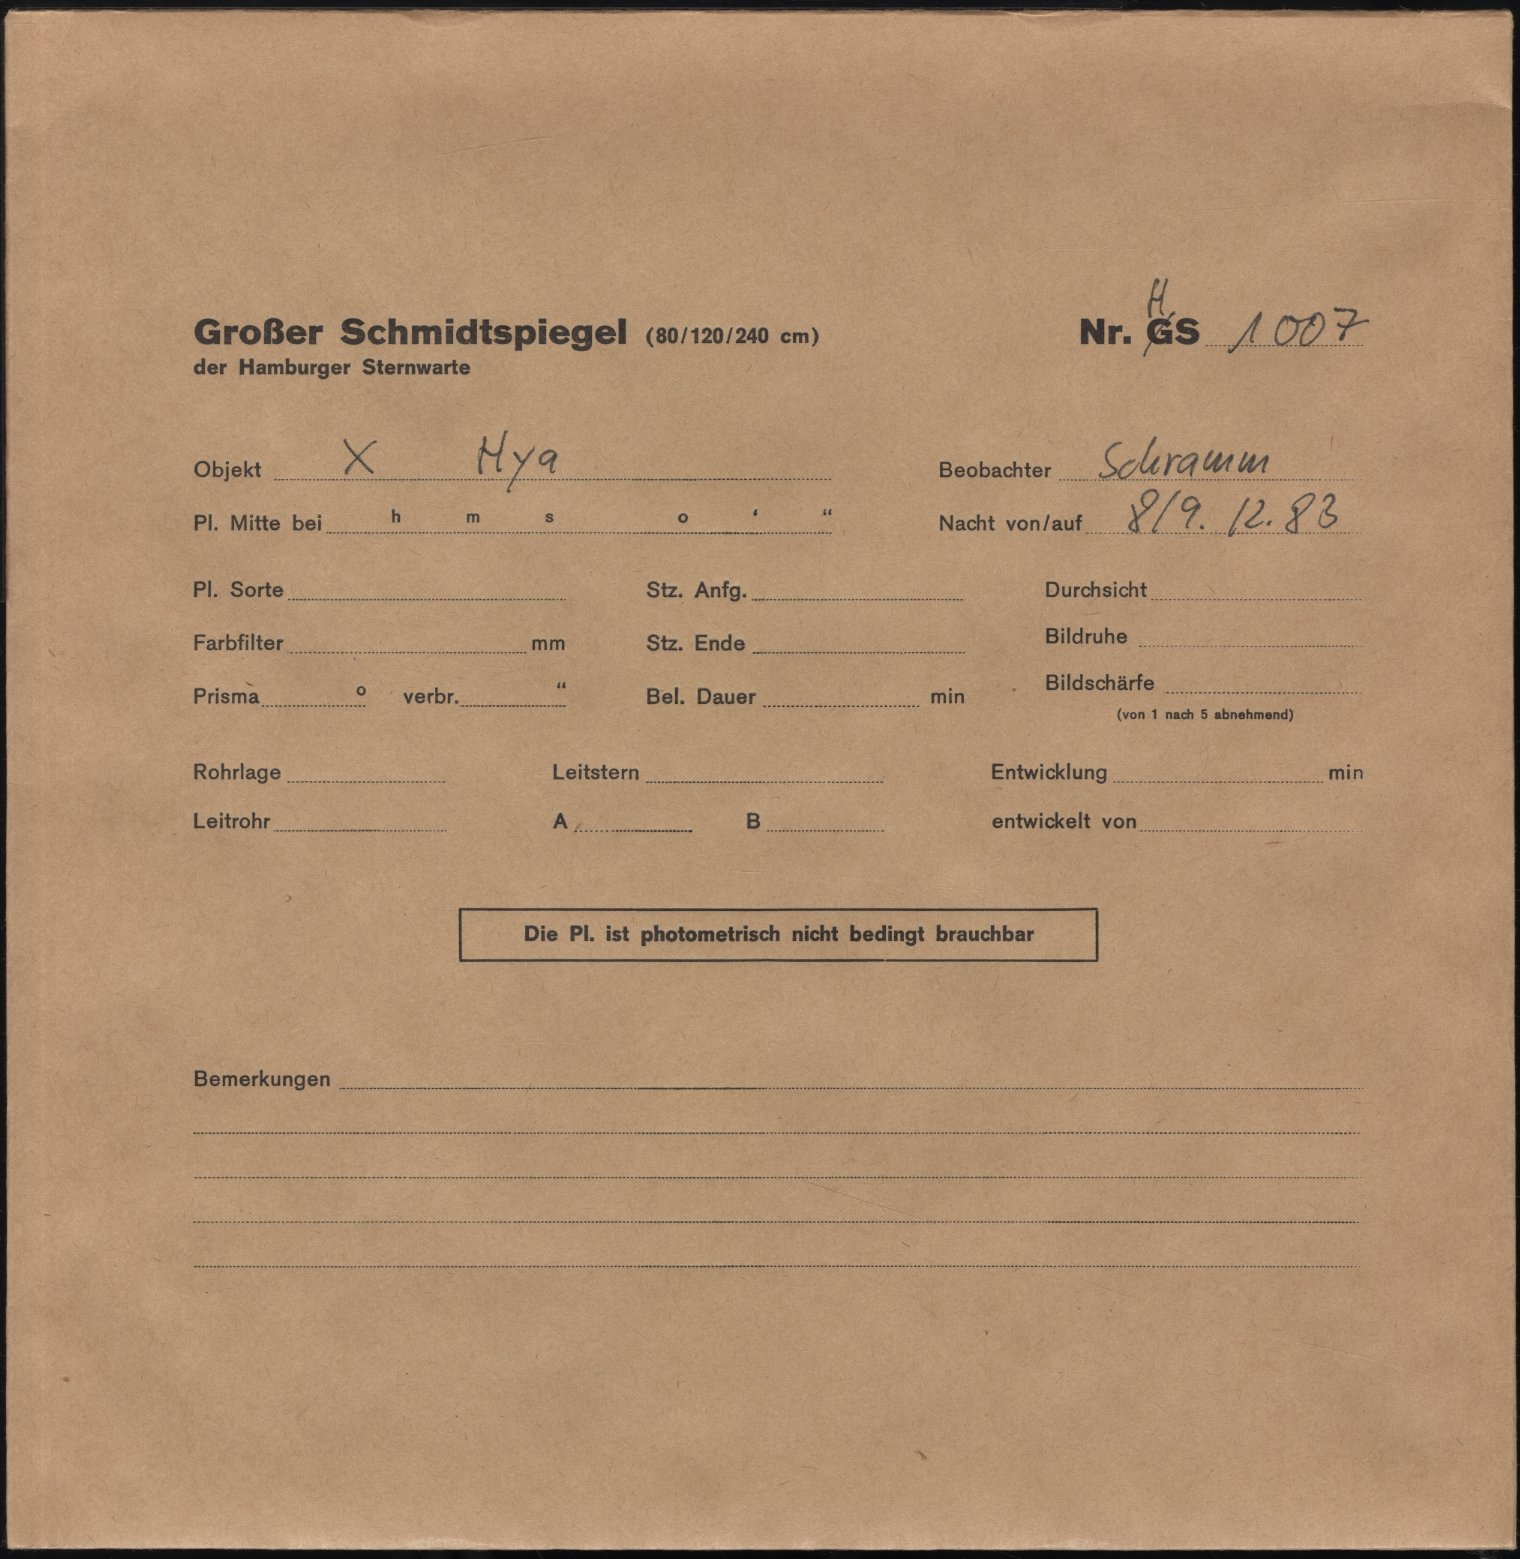 H
Großer Schmidtspiegel (80/120/240 cm) Nr. GS 1007
der Hamburger Sternwarte
Objekt X Hya Beobachter Schramm
Pl. Mitte bei h m s o ‘ “ Nacht von/auf 8/9. 12. 83
Pl. Sorte Stz. Anfg. Durchsicht
Farbfilter mm Stz. Ende Bildruhe
Prisma o verbr. “ Bel. Dauer min Bildschärfe
(von 1 nach 5 abnehmend)
Rohrlage Leitstern Entwicklung min
Leitrohr A B entwickelt von
Die Pl. ist photometrisch nicht bedingt brauchbar
Bemerkungen